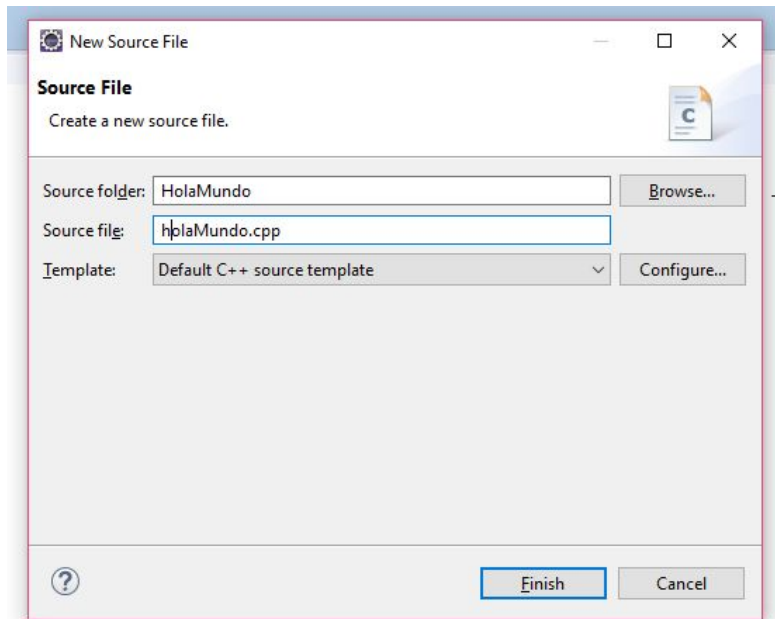 New Source File
Source File
Create a new source file.
C
Source folder: HolaMundo Browse...
Source file: holaMundo.cpp
Template: Default C++ source template Configure...
?
Finish Cancel